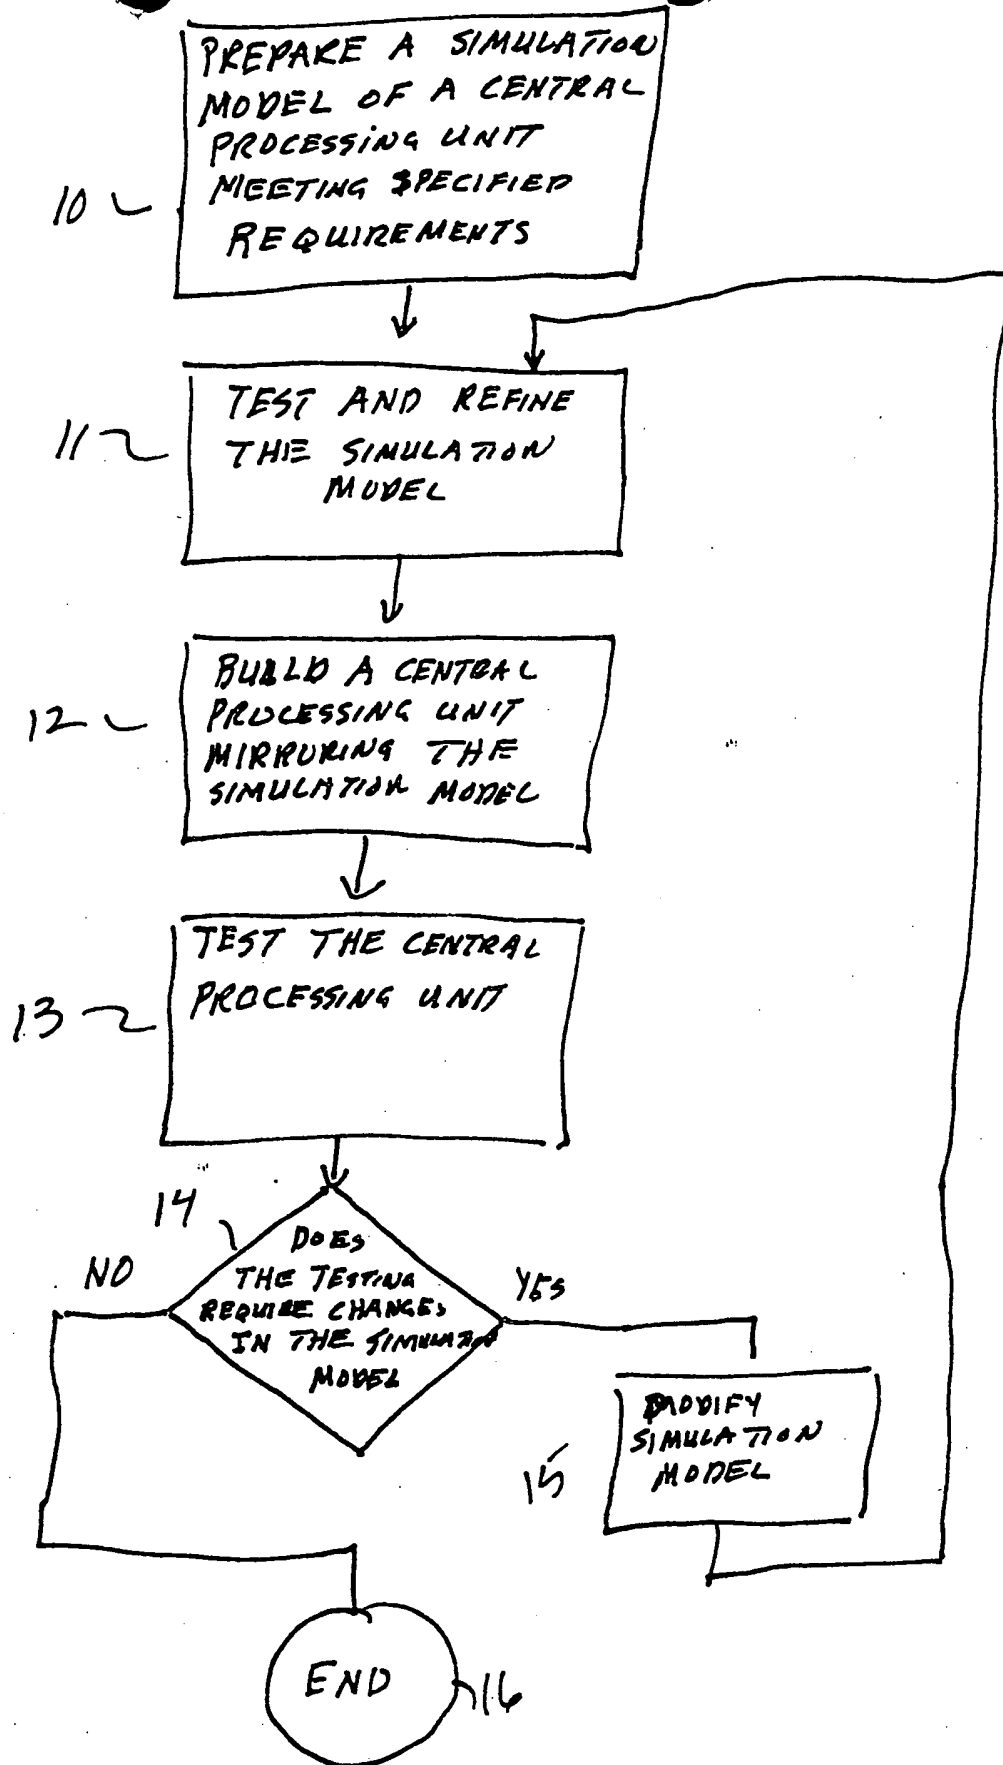 PREPARE A SIMULATION
MODEL OF A CENTRAL
PROCESSING UNIT
MEETING SPECIFIED
REQUIREMENTS
10
TEST AND REFINE
THE SIMULATION
MODEL
11
BUILD A CENTRAL
PROCESSING UNIT
MIRRORING THE
SIMULATION MODEL
12
TEST THE CENTRAL
PROCESSING UNIT
13
14
DOES
THE TESTING
REQUIRE CHANGES
IN THE SIMULATION
MODEL
NO
YES
MODIFY
SIMULATION
MODEL
15
END
16